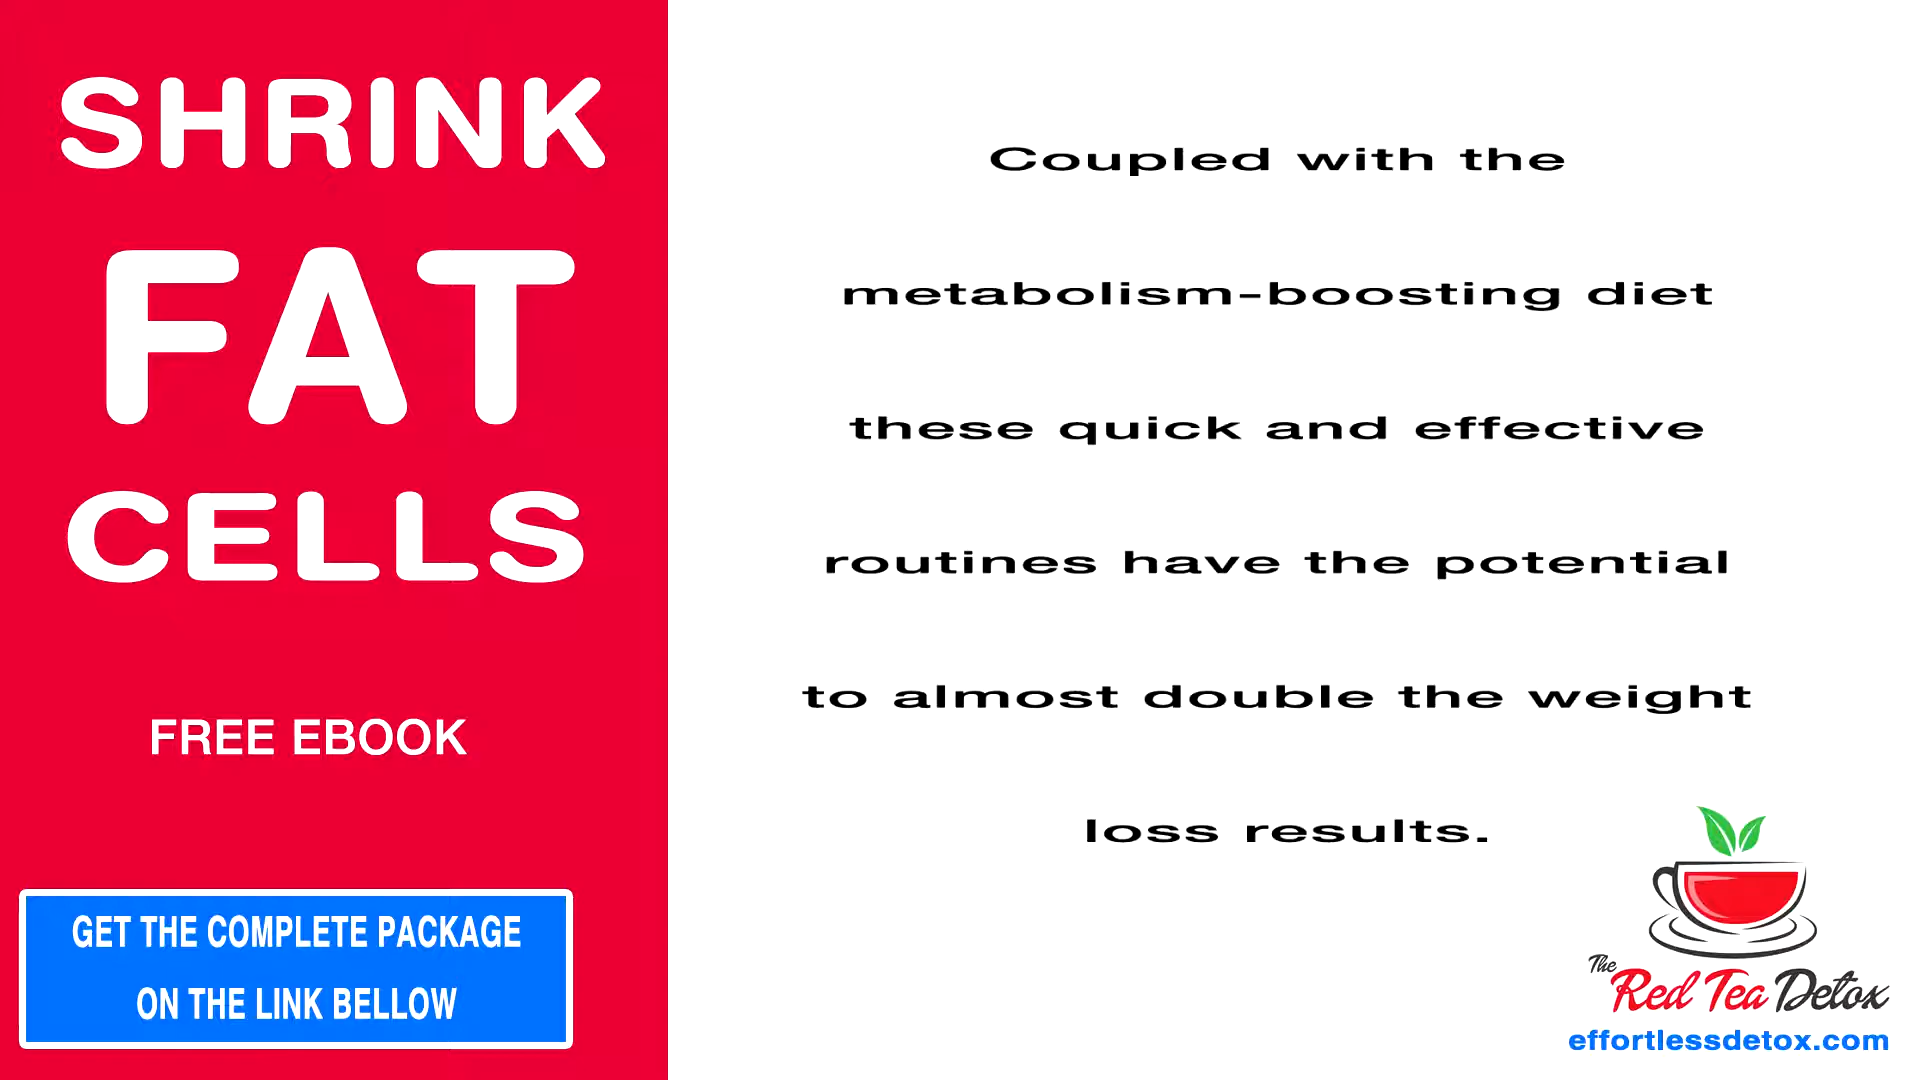 SHRINK
FAT
CELLS
FREE EBOOK
GET THE COMPLETE PACKAGE
ON THE LINK BELLOW
Coupled with the
metabolism-boosting diet
these quick and effective
routines have the potential
to almost double the weight
loss results.
The
Red Tea Detox
effortlessdetox.com